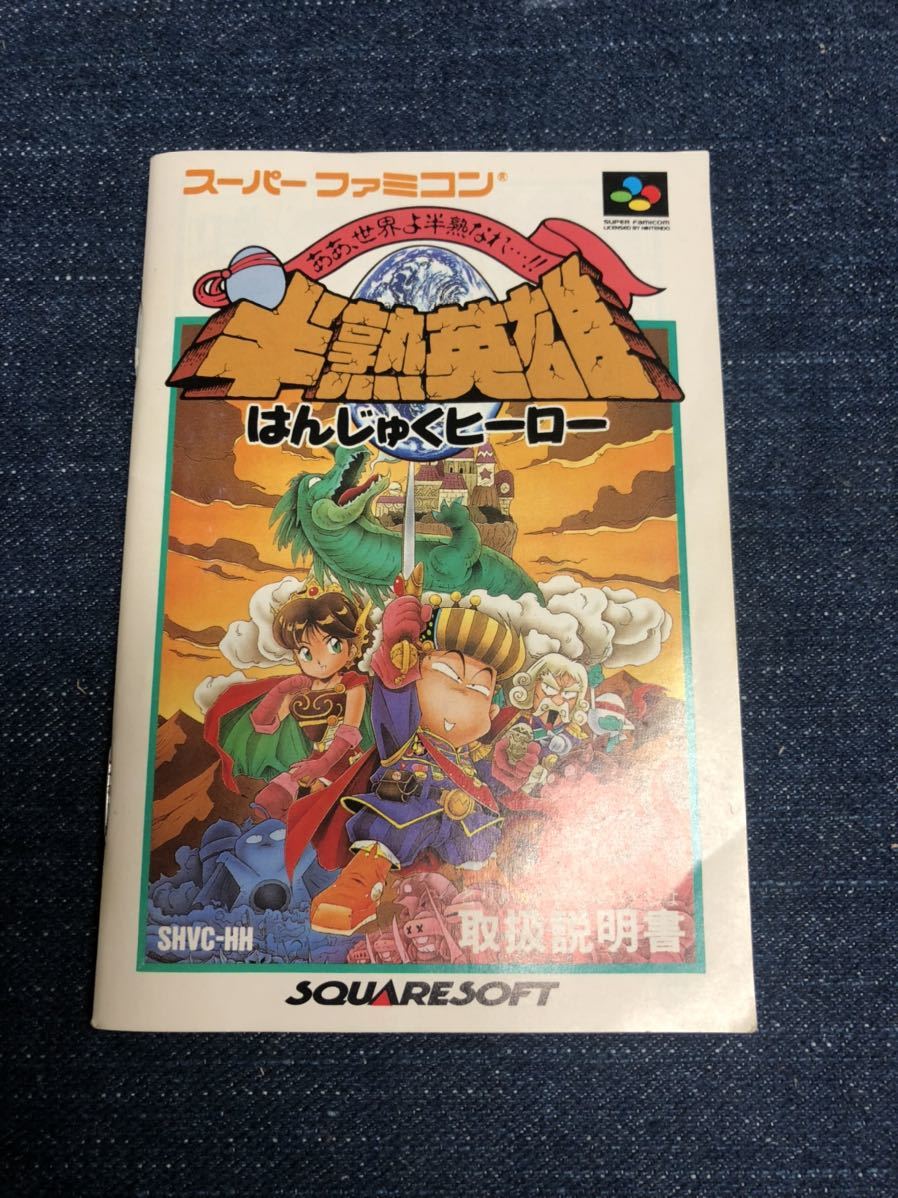 スーパーファミコン®
SUPER FAMICOM
LICENSED BY NINTENDO
ああ、世界よ半熟なれ…!!
半熟英雄
はんじゅくヒーロー
SHVC-HH
取扱説明書
SQUARESOFT